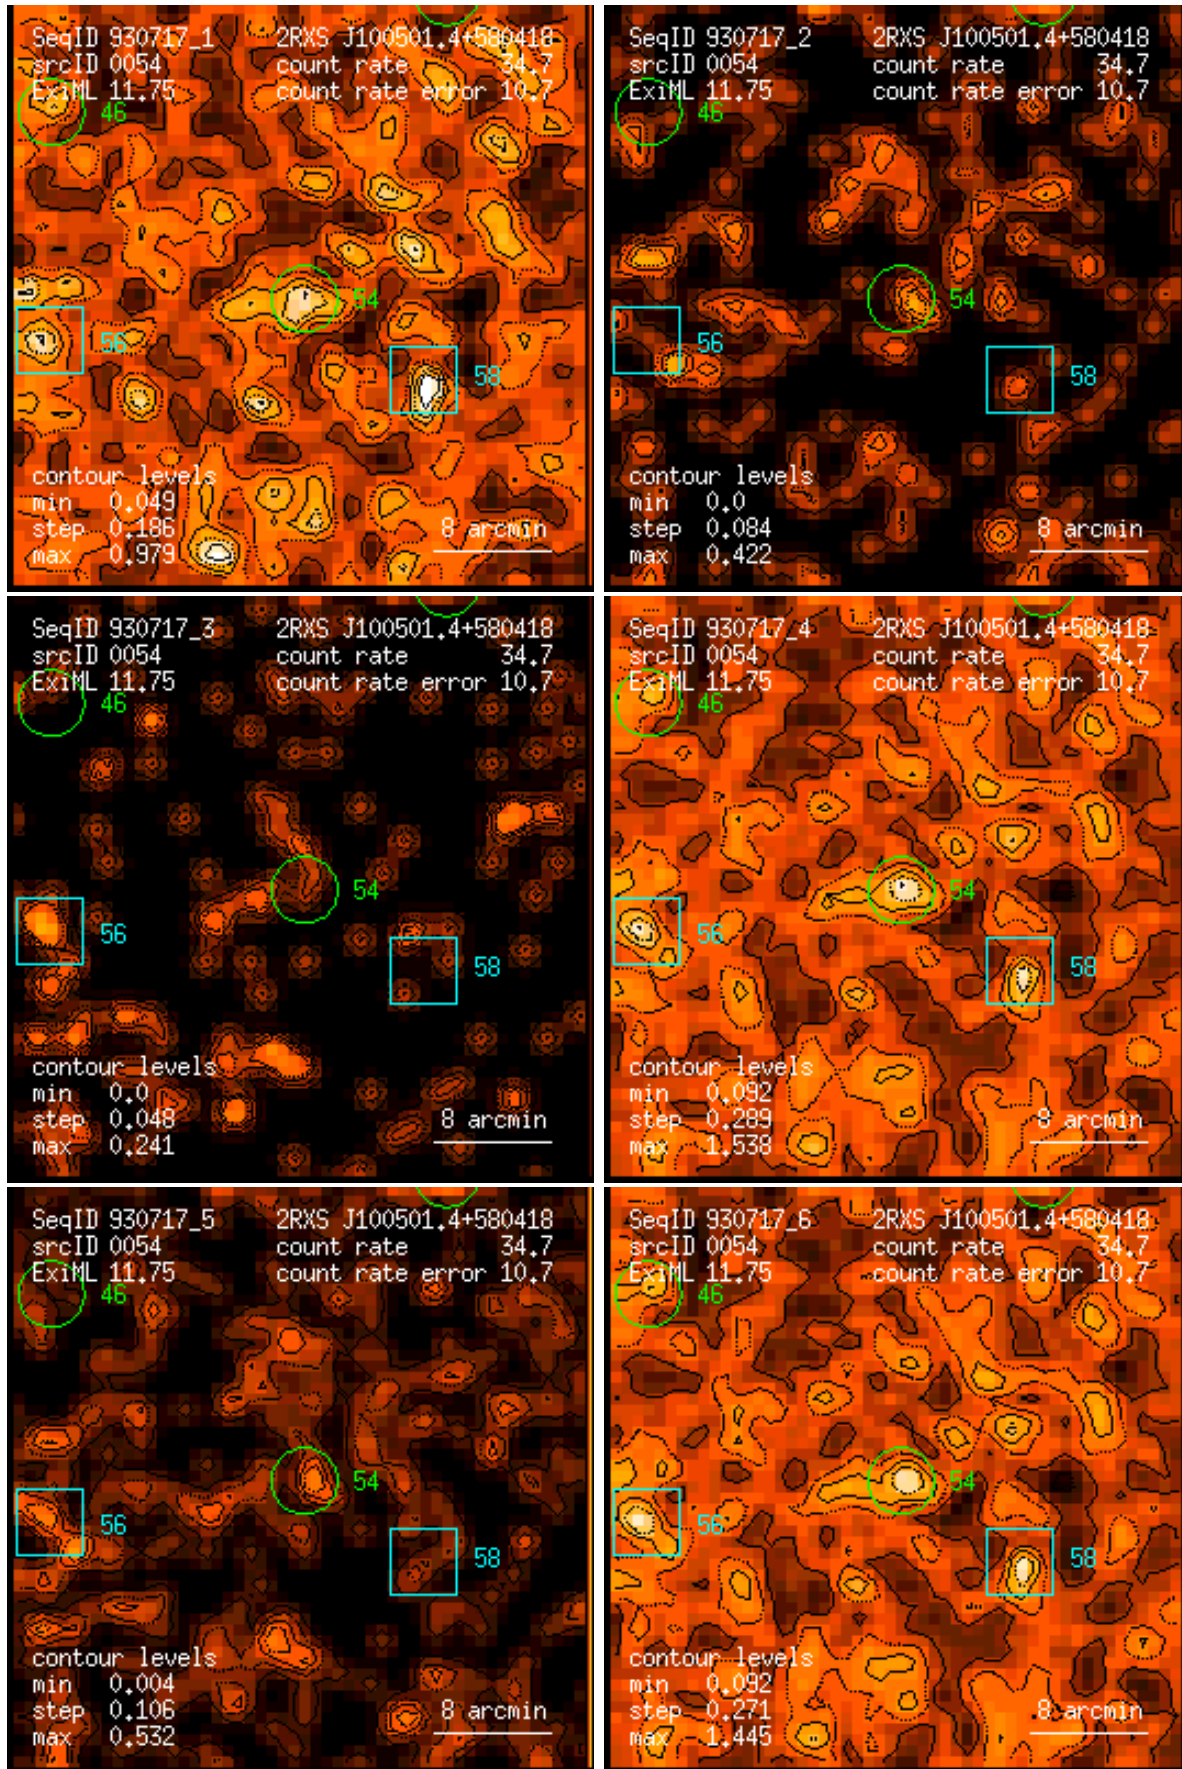 SeqID 930717_1 2RXS J100501.4+580418
srcID 0054 count rate 34.7
ExiML 11.75 count rate error 10.7
46
54
56
58
contour levels
min 0.049
step 0.186
max 0.979
8 arcmin
SeqID 930717_2 2RXS J100501.4+580418
srcID 0054 count rate 34.7
ExiML 11.75 count rate error 10.7
46
54
56
58
contour levels
min 0.0
step 0.084
max 0.422
8 arcmin
SeqID 930717_3 2RXS J100501.4+580418
srcID 0054 count rate 34.7
ExiML 11.75 count rate error 10.7
46
54
56
58
contour levels
min 0.0
step 0.048
max 0.241
8 arcmin
SeqID 930717_4 2RXS J100501.4+580418
srcID 0054 count rate 34.7
ExiML 11.75 count rate error 10.7
46
54
56
58
contour levels
min 0.092
step 0.289
max 1.538
8 arcmin
SeqID 930717_5 2RXS J100501.4+580418
srcID 0054 count rate 34.7
ExiML 11.75 count rate error 10.7
46
54
56
58
contour levels
min 0.004
step 0.106
max 0.532
8 arcmin
SeqID 930717_6 2RXS J100501.4+580418
srcID 0054 count rate 34.7
ExiML 11.75 count rate error 10.7
46
54
56
58
contour levels
min 0.092
step 0.271
max 1.445
8 arcmin